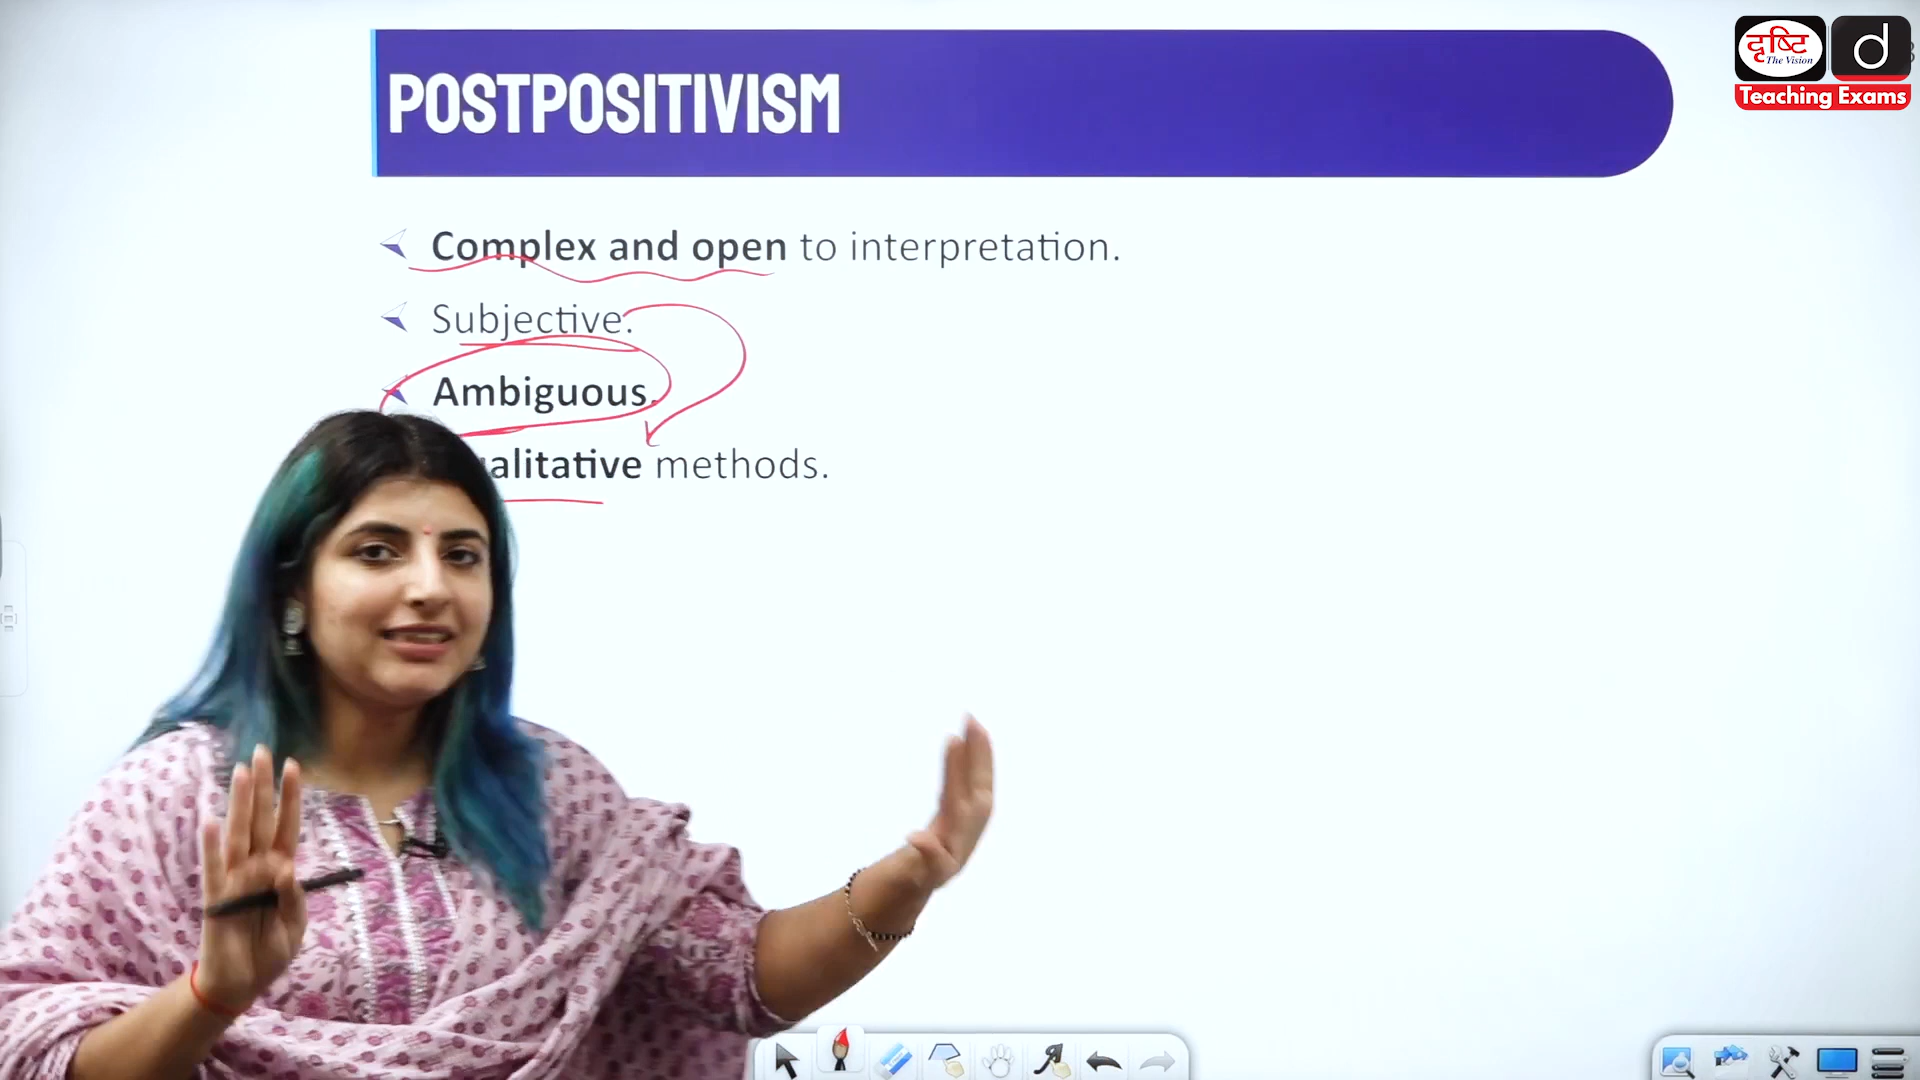 POSTPOSITIVISM
Complex and open to interpretation.
Subjective.
Ambiguous.
alitative methods.
दृष्टि
The Vision
d
Teaching Exams